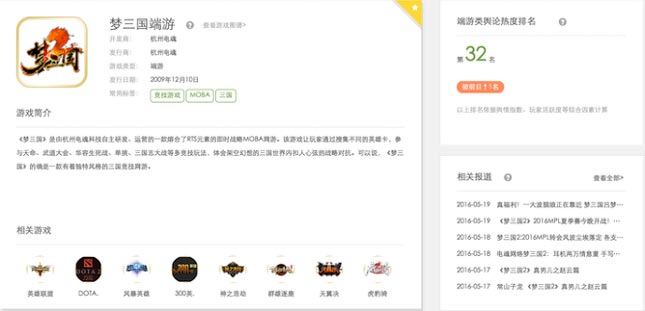 梦三国端游
查看游戏图谱>
开发商： 杭州电魂
发行商： 杭州电魂
游戏类型： 端游
发行日期： 2009年12月10日
常用标签： 竞技游戏 MOBA 三国
游戏简介
《梦三国》是由杭州电魂科技自主研发、运营的一款熔合了RTS元素的即时战略MOBA网游。该游戏让玩家通过搜集不同的英雄卡，参
与天命、武道大会、华容生死战、单挑、三国志大战等多竞技玩法，体会架空幻想的三国世界内扣人心弦的战略对抗。可以说，《梦三
国》的确是一款有着独特风格的三国竞技网游。
相关游戏
英雄联盟 DOTA. 风暴英雄 300英. 神之浩劫 群雄逐鹿 天翼决 虎豹骑
端游类舆论热度排名
第32名
较前日↑1名
以上排名依据舆情指数、玩家活跃度等综合因素计算
相关报道
查看全部>
2016-05-19 真福利！一大波狠娘正在靠近 梦三国吕梦…
2016-05-19 《梦三国2》2016MPL夏季赛今晚开战！…
2016-05-18 梦三国2:2016MPL转会风波尘埃落定 各支…
2016-05-18 电魂网络梦三国2：耳机两万情意重 手写…
2016-05-17 《梦三国2》真男儿之赵云篇
2016-05-17 常山子龙《梦三国2》真男儿之赵云篇